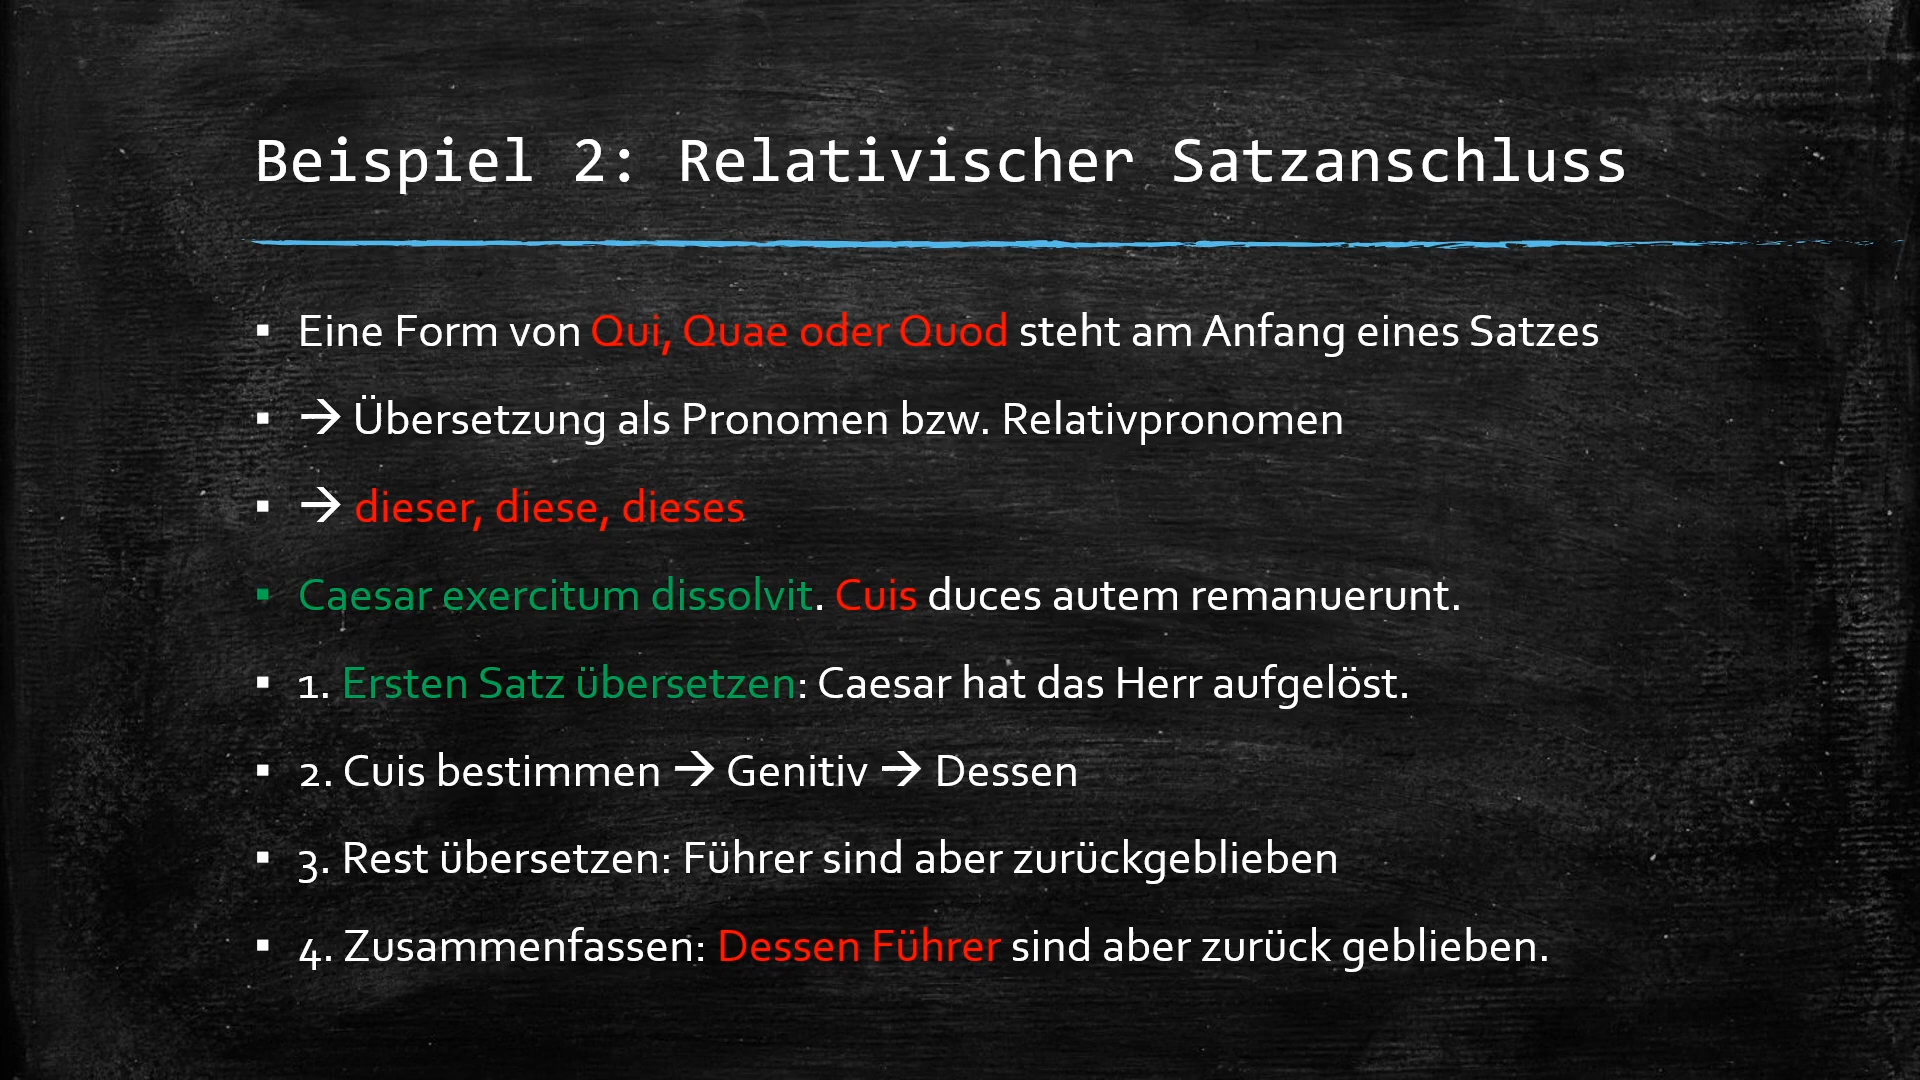 Beispiel 2: Relativischer Satzanschluss
▪ Eine Form von Qui, Quae oder Quod steht am Anfang eines Satzes
▪ → Übersetzung als Pronomen bzw. Relativpronomen
▪ → dieser, diese, dieses
▪ Caesar exercitum dissolvit. Cuis duces autem remanuerunt.
▪ 1. Ersten Satz übersetzen: Caesar hat das Herr aufgelöst.
▪ 2. Cuis bestimmen → Genitiv → Dessen
▪ 3. Rest übersetzen: Führer sind aber zurückgeblieben
▪ 4. Zusammenfassen: Dessen Führer sind aber zurück geblieben.